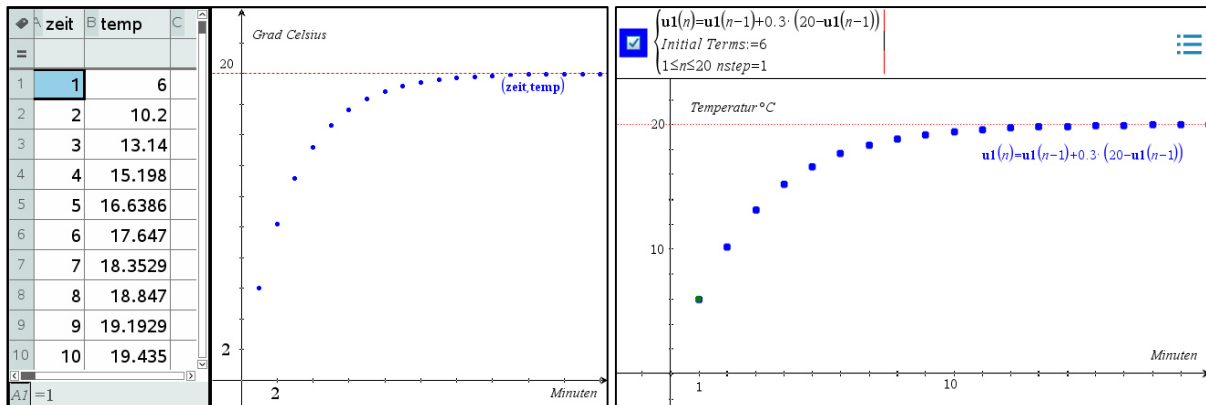 A zeit B temp C
=
1 1 6
2 2 10.2
3 3 13.14
4 4 15.198
5 5 16.6386
6 6 17.647
7 7 18.3529
8 8 18.847
9 9 19.1929
10 10 19.435
A1 =1
Grad Celsius
20
(zeit,temp)
2
2
Minuten
u1(n)=u1(n-1)+0.3·(20-u1(n-1))
Initial Terms:=6
1≤n≤20 nstep=1
Temperatur °C
20
u1(n)=u1(n-1)+0.3·(20-u1(n-1))
10
Minuten
1 10